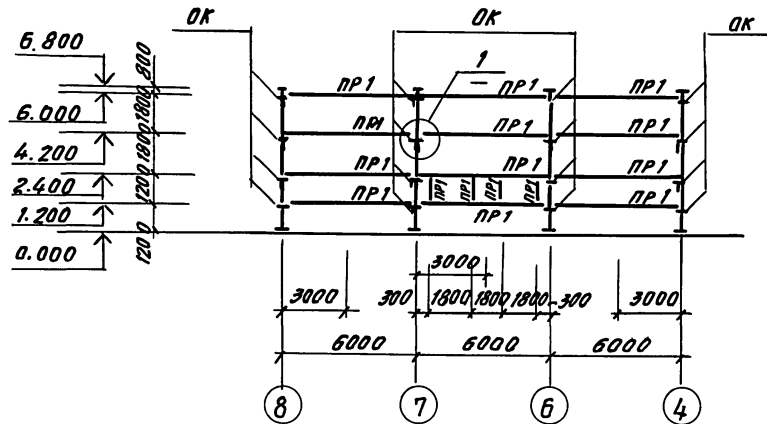 ОК ОК ОК
6.800
6.000
4.200
2.400
1.200
0.000
800
1800
1800
1200
1200
1
–
ПР1 ПР1 ПР1
ПР1 ПР1 ПР1
ПР1 ПР1 ПР1
ПР1 ПР1 ПР1 ПР1
ПР1 ПР1 ПР1
3000
3000 300 1800 1800 1800 300 3000
6000 6000 6000
8 7 6 4